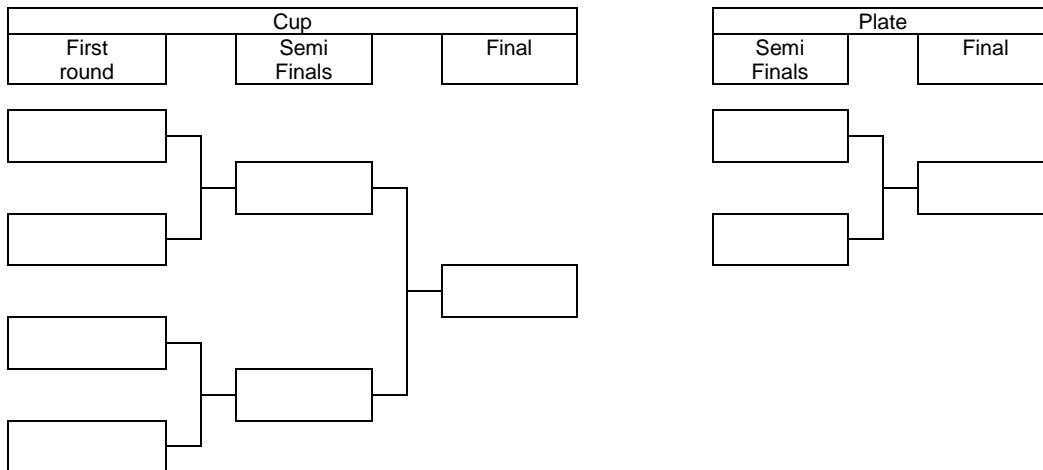 Cup
First
round
Semi
Finals
Final
Plate
Semi
Finals
Final